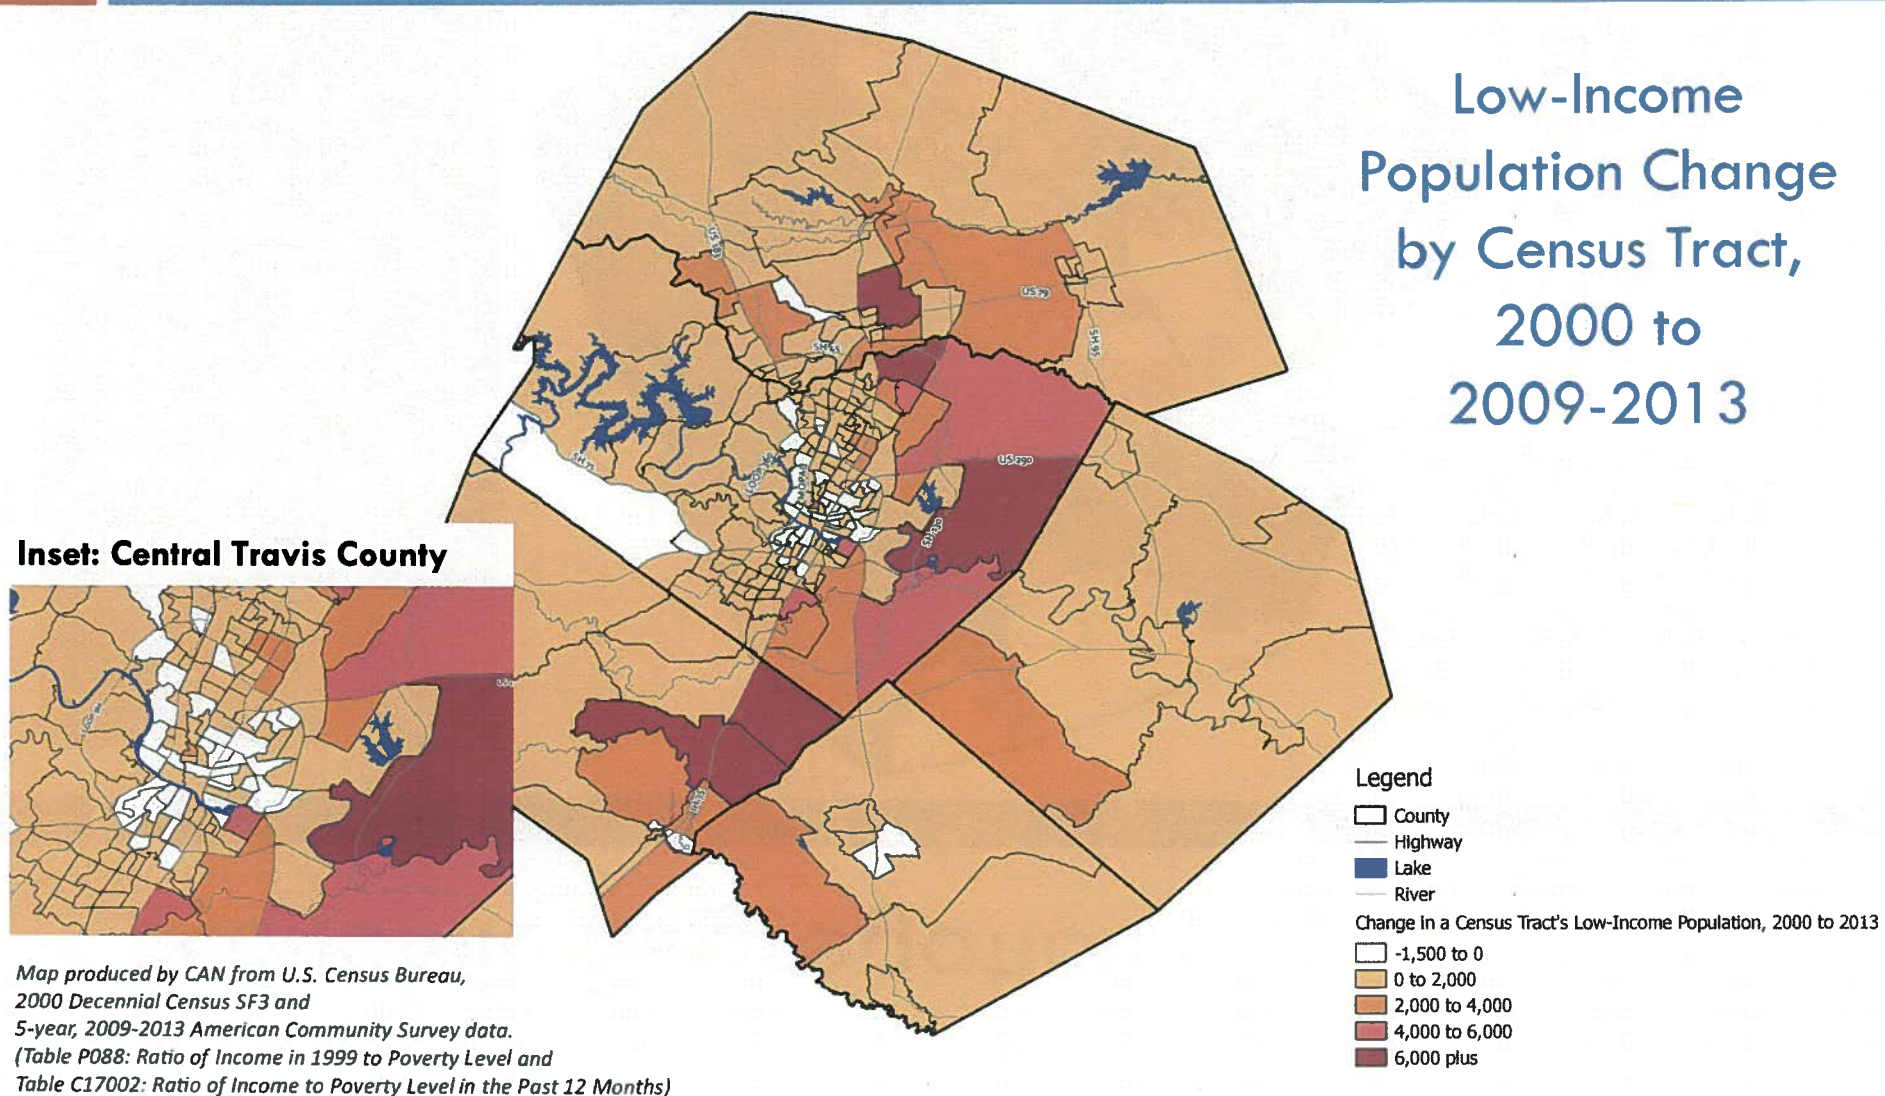 Low-Income
Population Change
by Census Tract,
2000 to
2009-2013
US 183
US 79
SH 95
SH 45
US 290
SH 71
LOOP 360
MOPAC
SH 130
IH 35
Inset: Central Travis County
LOOP 360
Legend
County
Highway
Lake
River
Change in a Census Tract's Low-Income Population, 2000 to 2013
-1,500 to 0
0 to 2,000
2,000 to 4,000
4,000 to 6,000
6,000 plus
Map produced by CAN from U.S. Census Bureau,
2000 Decennial Census SF3 and
5-year, 2009-2013 American Community Survey data.
(Table P088: Ratio of Income in 1999 to Poverty Level and
Table C17002: Ratio of Income to Poverty Level in the Past 12 Months)